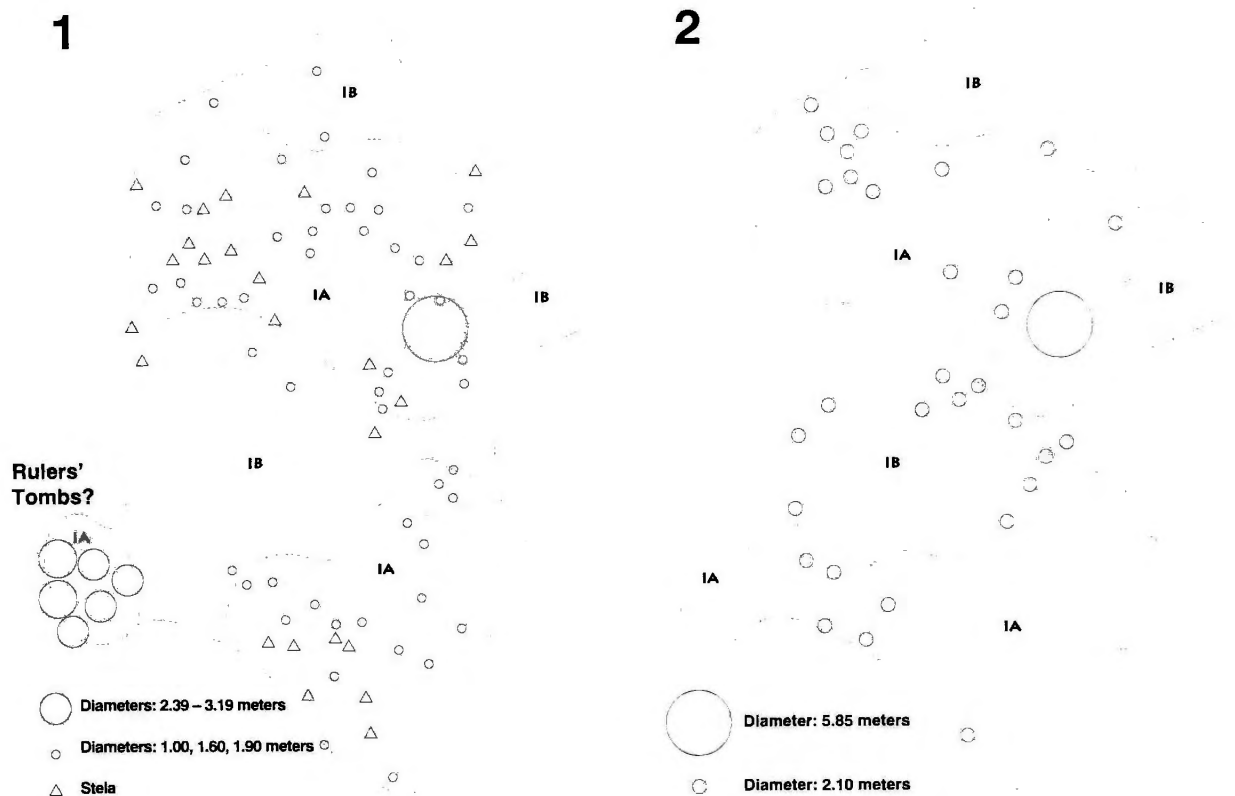 1
IB
IA
IB
IB
Rulers'
Tombs?
IA
IA
Diameters: 2.39 – 3.19 meters
Diameters: 1.00, 1.60, 1.90 meters
Stela
2
IB
IA
IB
IB
IA
IA
Diameter: 5.85 meters
Diameter: 2.10 meters